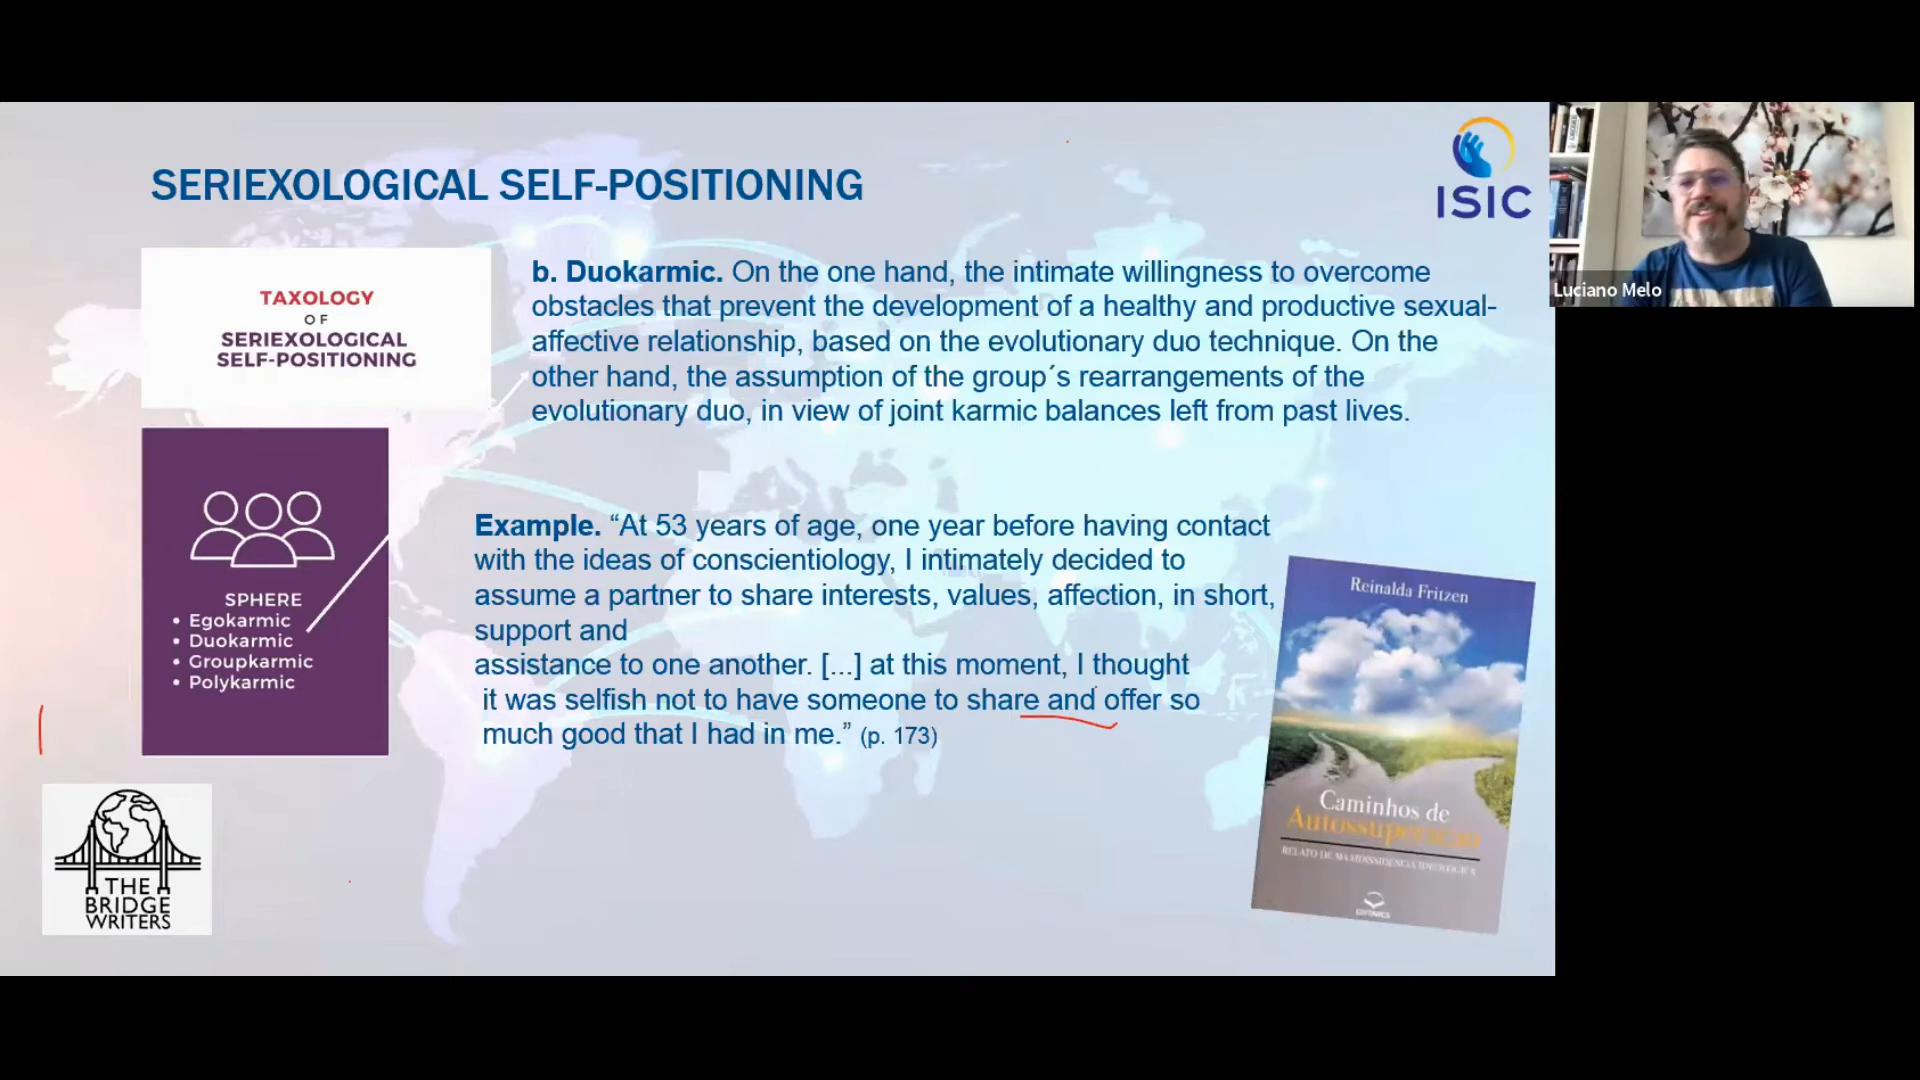 SERIEXOLOGICAL SELF-POSITIONING
ISIC
Luciano Melo
TAXOLOGY
OF
SERIEXOLOGICAL
SELF-POSITIONING
b. Duokarmic. On the one hand, the intimate willingness to overcome
obstacles that prevent the development of a healthy and productive sexual-
affective relationship, based on the evolutionary duo technique. On the
other hand, the assumption of the group´s rearrangements of the
evolutionary duo, in view of joint karmic balances left from past lives.
SPHERE
• Egokarmic
• Duokarmic
• Groupkarmic
• Polykarmic
Example. “At 53 years of age, one year before having contact
with the ideas of conscientiology, I intimately decided to
assume a partner to share interests, values, affection, in short,
support and
assistance to one another. [...] at this moment, I thought
it was selfish not to have someone to share and offer so
much good that I had in me.” (p. 173)
Reinalda Fritzen
Caminhos de
Autossuperação
RELATO DE MAXIDISSIDÊNCIA IDEOLÓGICA
EDITARES
THE
BRIDGE
WRITERS